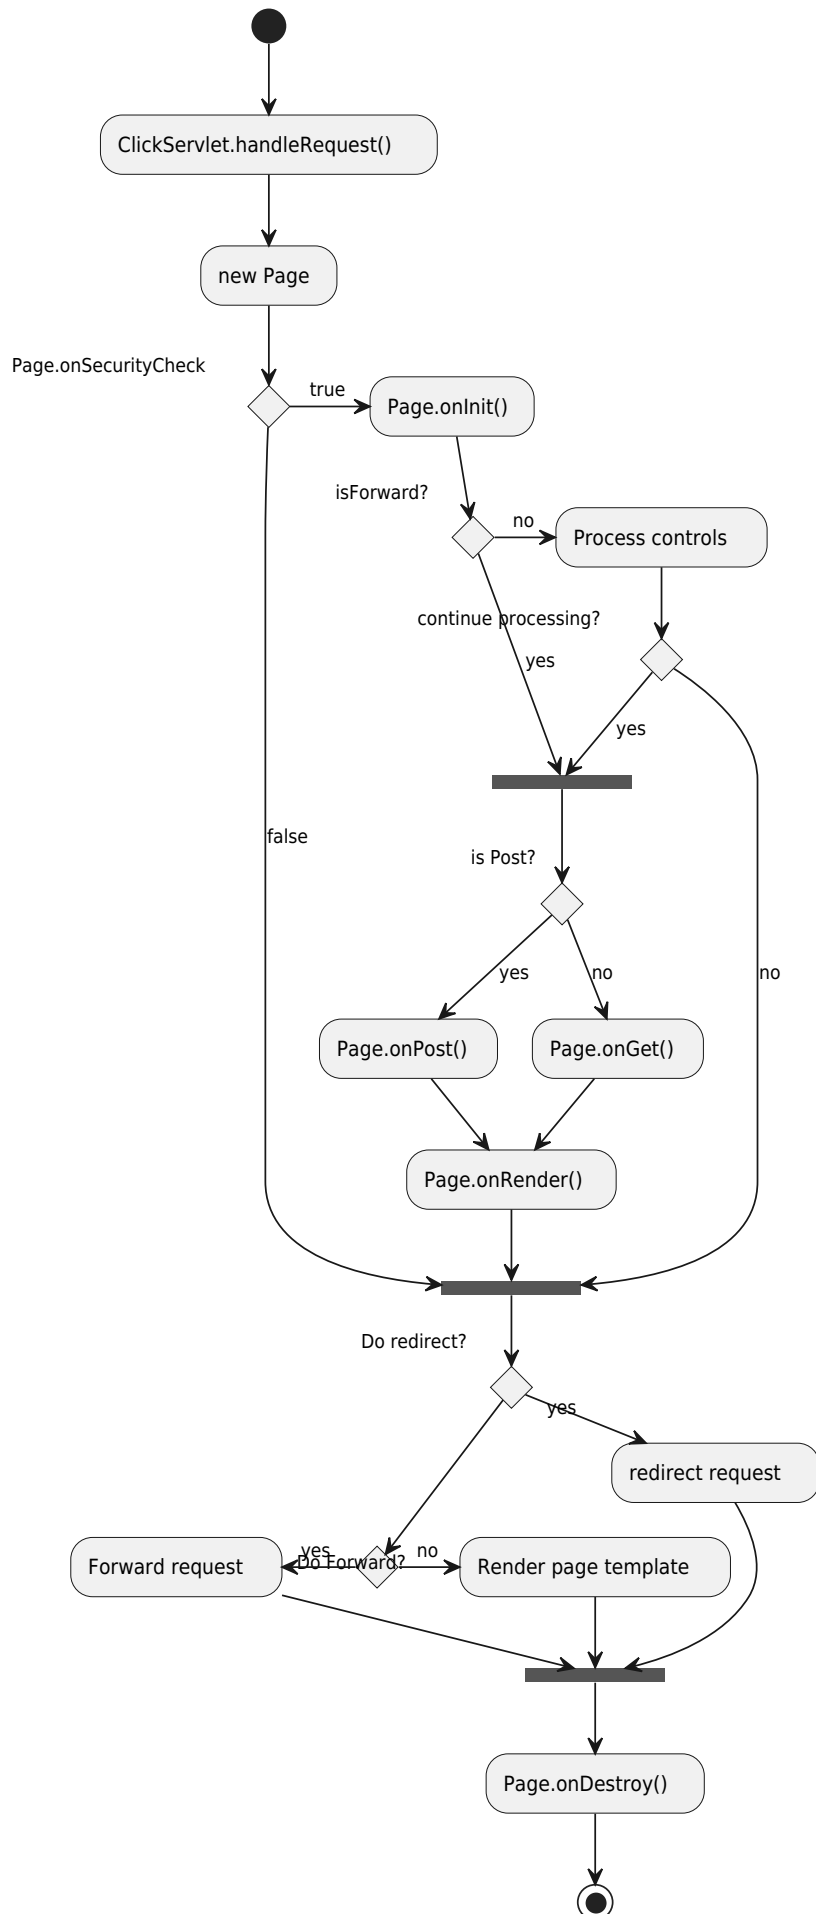 ClickServlet.handleRequest()
new Page
Page.onSecurityCheck
true
Page.onInit()
isForward?
no
Process controls
continue processing?
yes
yes
false
is Post?
yes
no
no
Page.onPost()
Page.onGet()
Page.onRender()
Do redirect?
yes
redirect request
Forward request
yes
Do Forward?
no
Render page template
Page.onDestroy()